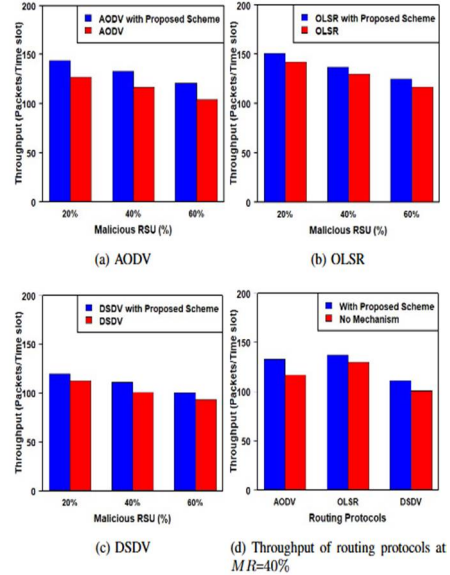 AODV with Proposed Scheme
AODV
Throughput (Packets/Time slot)
200
150
100
50
0
20% 40% 60%
Malicious RSU (%)
(a) AODV
OLSR with Proposed Scheme
OLSR
Throughput (Packets/Time slot)
200
150
100
50
0
20% 40% 60%
Malicious RSU (%)
(b) OLSR
DSDV with Proposed Scheme
DSDV
Throughput (Packets/Time slot)
200
150
100
50
0
20% 40% 60%
Malicious RSU (%)
(c) DSDV
With Proposed Scheme
No Mechanism
Throughput (Packets/Time slot)
200
150
100
50
0
AODV OLSR DSDV
Routing Protocols
(d) Throughput of routing protocols at
MR=40%